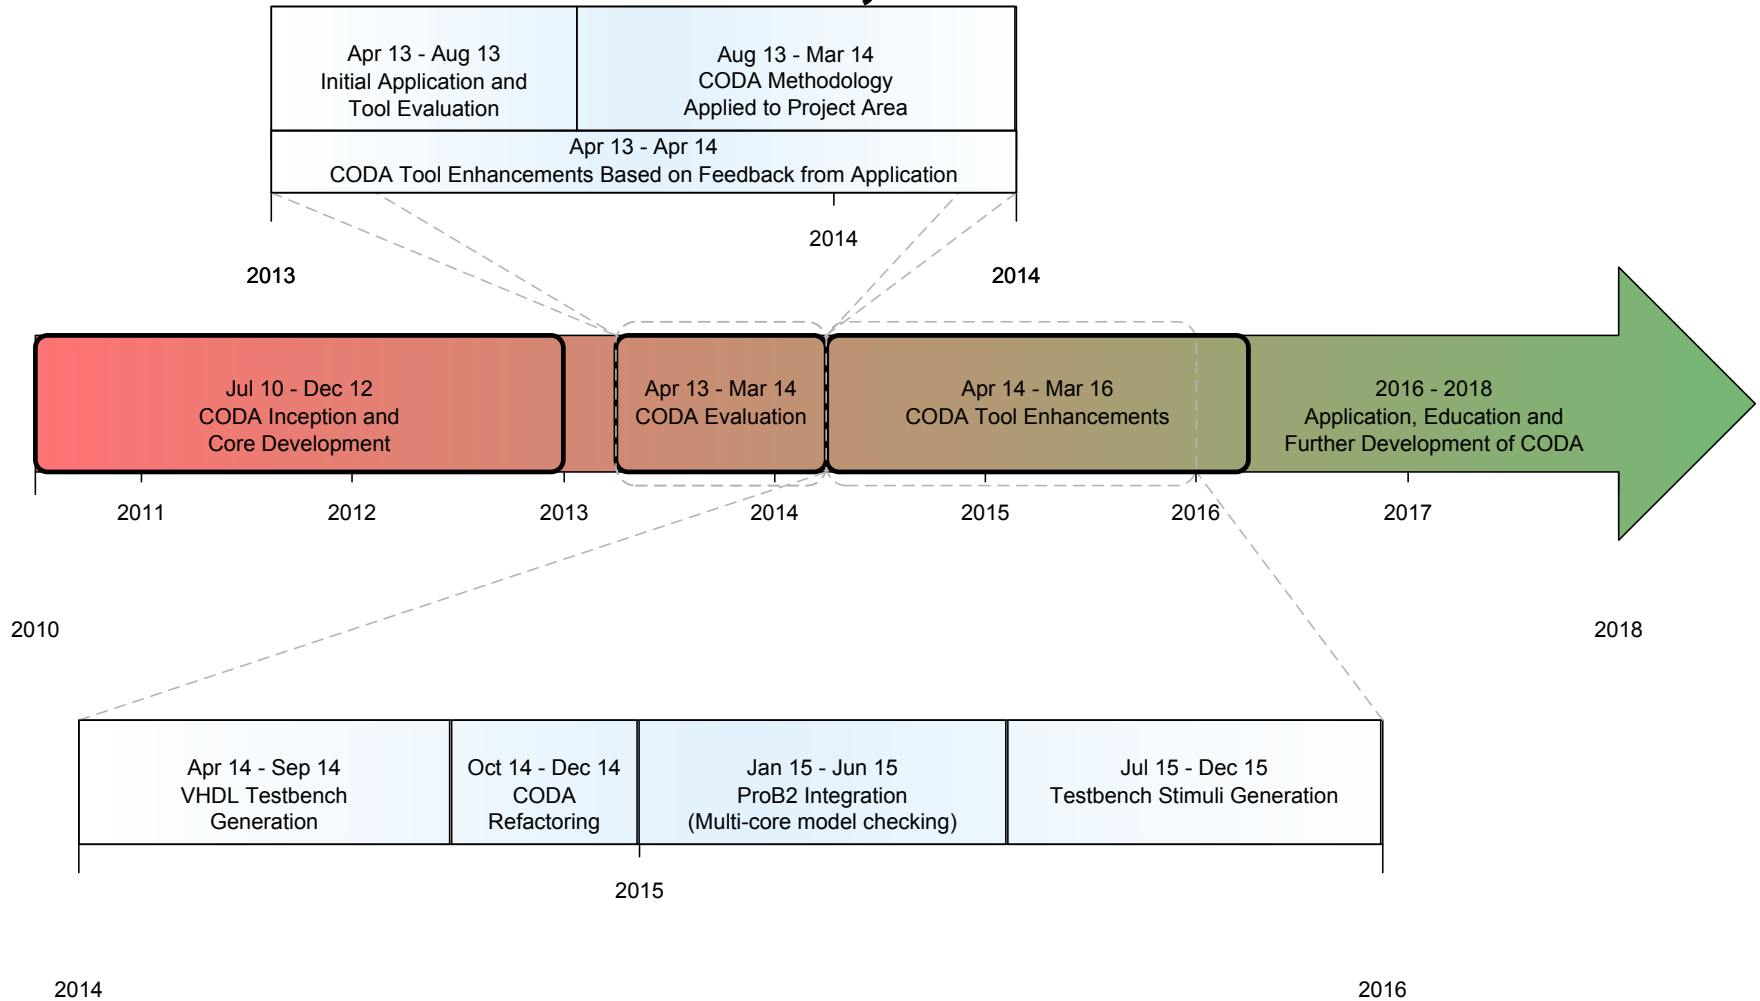 Apr 13 - Aug 13
Initial Application and
Tool Evaluation
Aug 13 - Mar 14
CODA Methodology
Applied to Project Area
Apr 13 - Apr 14
CODA Tool Enhancements Based on Feedback from Application
2014
2013
2014
Jul 10 - Dec 12
CODA Inception and
Core Development
Apr 13 - Mar 14
CODA Evaluation
Apr 14 - Mar 16
CODA Tool Enhancements
2016 - 2018
Application, Education and
Further Development of CODA
2011
2012
2013
2014
2015
2016
2017
2010
2018
Apr 14 - Sep 14
VHDL Testbench
Generation
Oct 14 - Dec 14
CODA
Refactoring
Jan 15 - Jun 15
ProB2 Integration
(Multi-core model checking)
Jul 15 - Dec 15
Testbench Stimuli Generation
2015
2014
2016